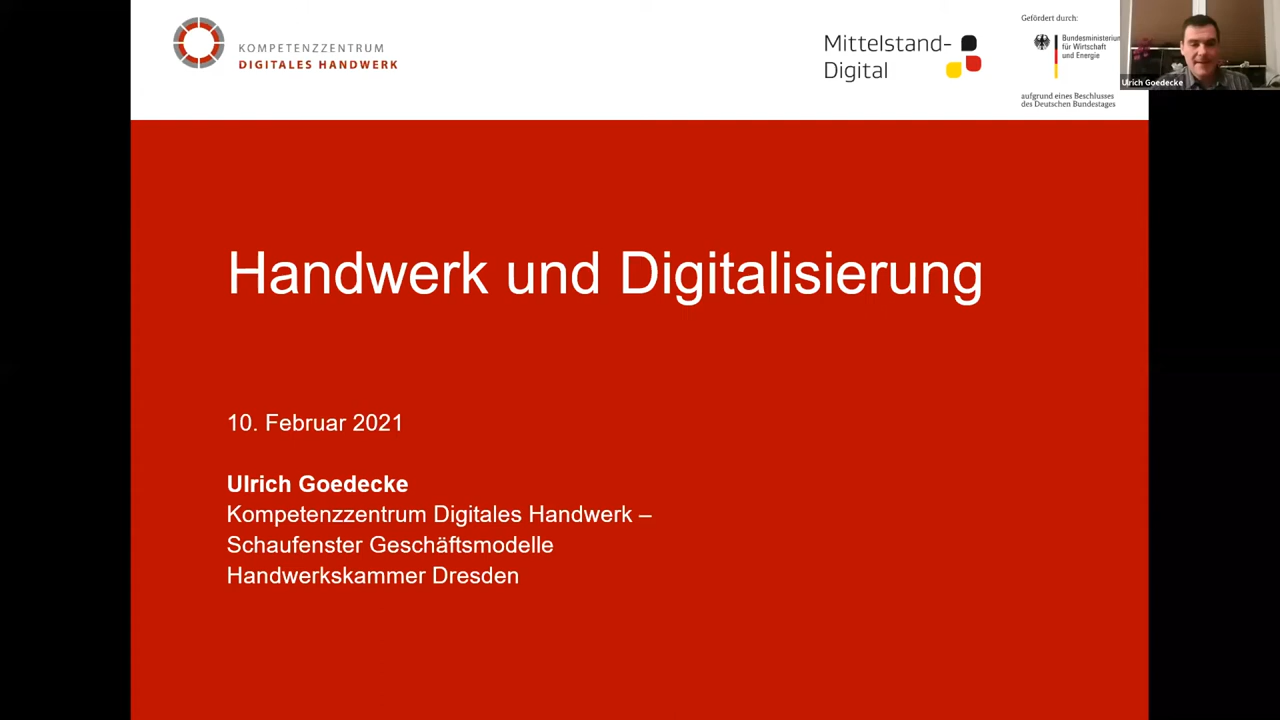 KOMPETENZZENTRUM
DIGITALES HANDWERK
Mittelstand-
Digital
Gefördert durch:
Bundesministerium
für Wirtschaft
und Energie
aufgrund eines Beschlusses
des Deutschen Bundestages
Ulrich Goedecke
Handwerk und Digitalisierung
10. Februar 2021
Ulrich Goedecke
Kompetenzzentrum Digitales Handwerk –
Schaufenster Geschäftsmodelle
Handwerkskammer Dresden